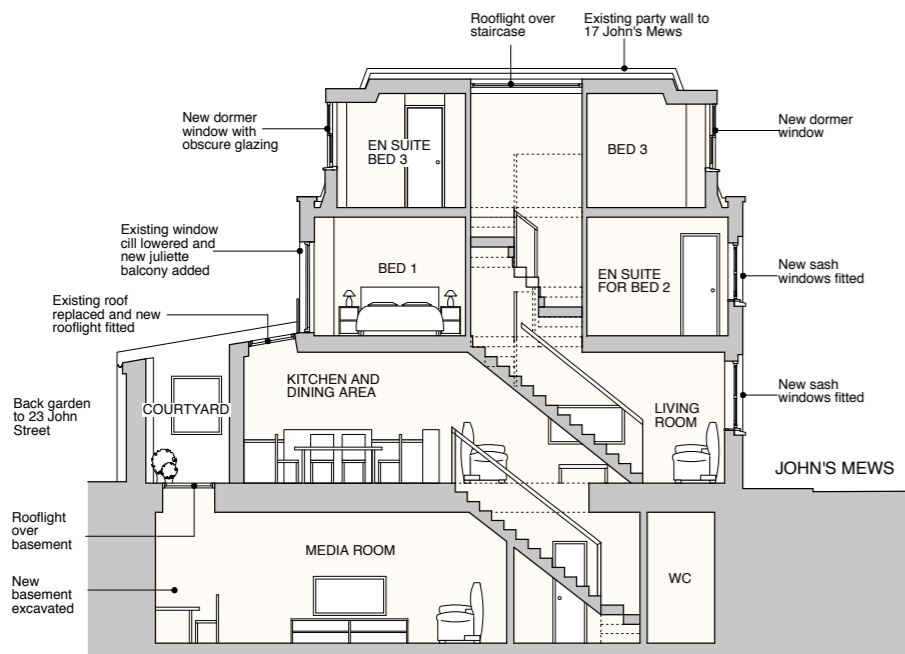 Rooflight over
staircase
Existing party wall to
17 John's Mews
New dormer
window with
obscure glazing
EN SUITE
BED 3
BED 3
New dormer
window
Existing window
cill lowered and
new juliette
balcony added
BED 1
EN SUITE
FOR BED 2
New sash
windows fitted
Existing roof
replaced and new
rooflight fitted
KITCHEN AND
DINING AREA
LIVING
ROOM
New sash
windows fitted
Back garden
to 23 John
Street
COURTYARD
JOHN'S MEWS
Rooflight
over
basement
MEDIA ROOM
WC
New
basement
excavated